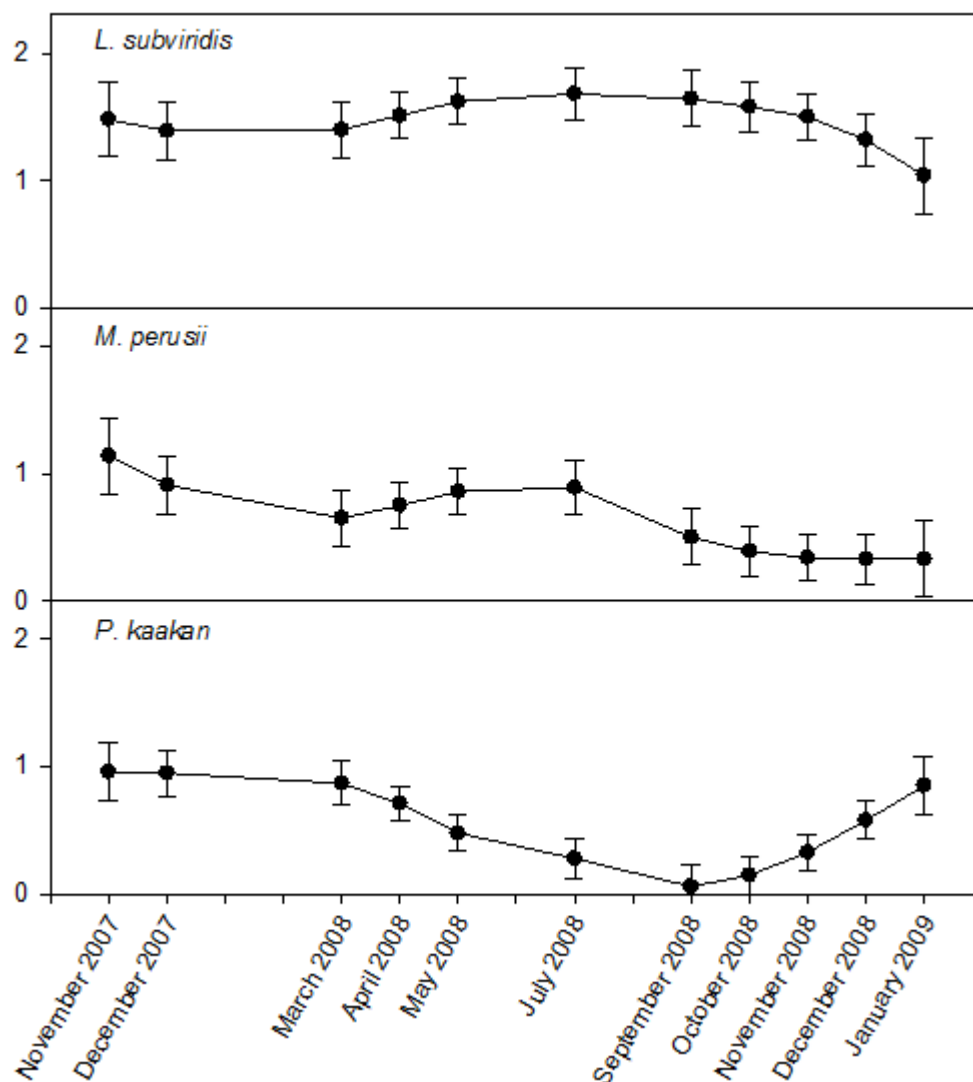 L. subviridis
2
1
0
M. perusii
2
1
0
P. kaakan
2
1
0
November 2007
December 2007
March 2008
April 2008
May 2008
July 2008
September 2008
October 2008
November 2008
December 2008
January 2009